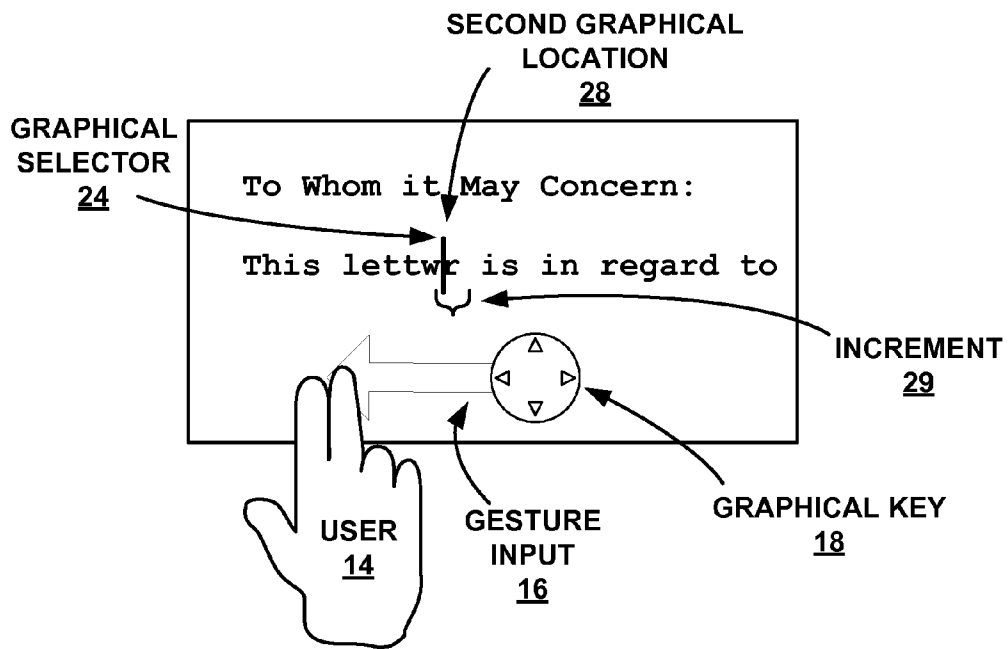 SECOND GRAPHICAL
LOCATION
28
GRAPHICAL
SELECTOR
24
To Whom it May Concern:
This lettwr is in regard to
INCREMENT
29
GRAPHICAL KEY
18
GESTURE
INPUT
16
USER
14